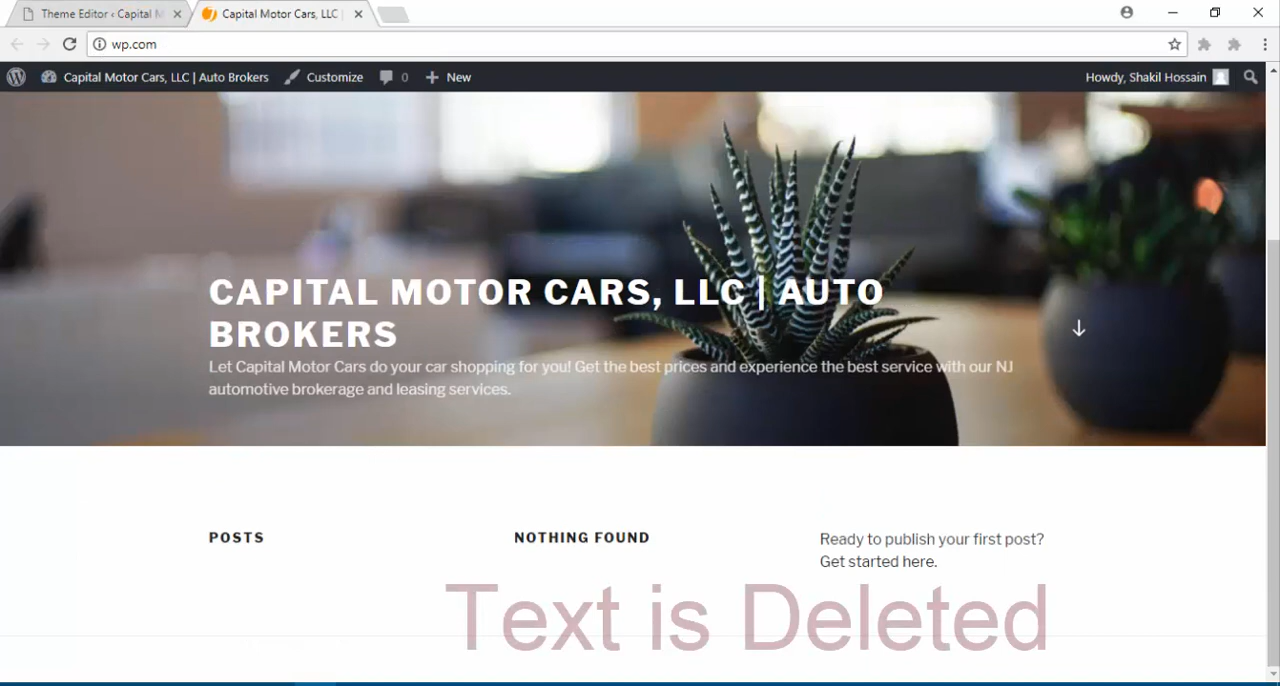 Theme Editor ‹ Capital M
Capital Motor Cars, LLC |
wp.com
Capital Motor Cars, LLC | Auto Brokers
Customize
0
New
Howdy, Shakil Hossain
CAPITAL MOTOR CARS, LLC | AUTO
BROKERS
Let Capital Motor Cars do your car shopping for you! Get the best prices and experience the best service with our NJ
automotive brokerage and leasing services.
POSTS
NOTHING FOUND
Ready to publish your first post?
Get started here.
Text is Deleted